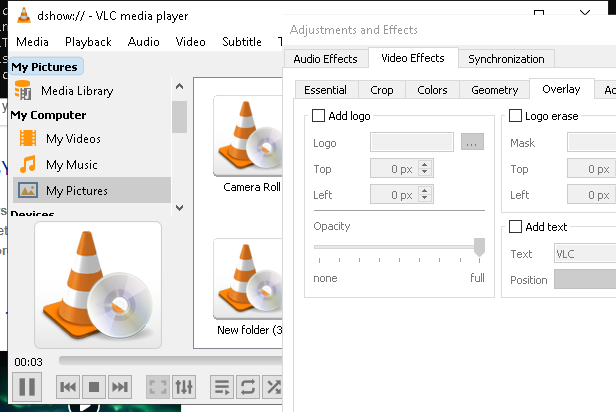 dshow:// - VLC media player
Media Playback Audio Video Subtitle
My Pictures
Media Library
My Computer
My Videos
My Music
My Pictures
Devices
Camera Roll
New folder (3
00:03
Adjustments and Effects
Audio Effects Video Effects Synchronization
Essential Crop Colors Geometry Overlay
Add logo
Logo ...
Top 0 px
Left 0 px
Opacity
none full
Logo erase
Mask
Top 0 px
Left 0 px
Add text
Text VLC
Position